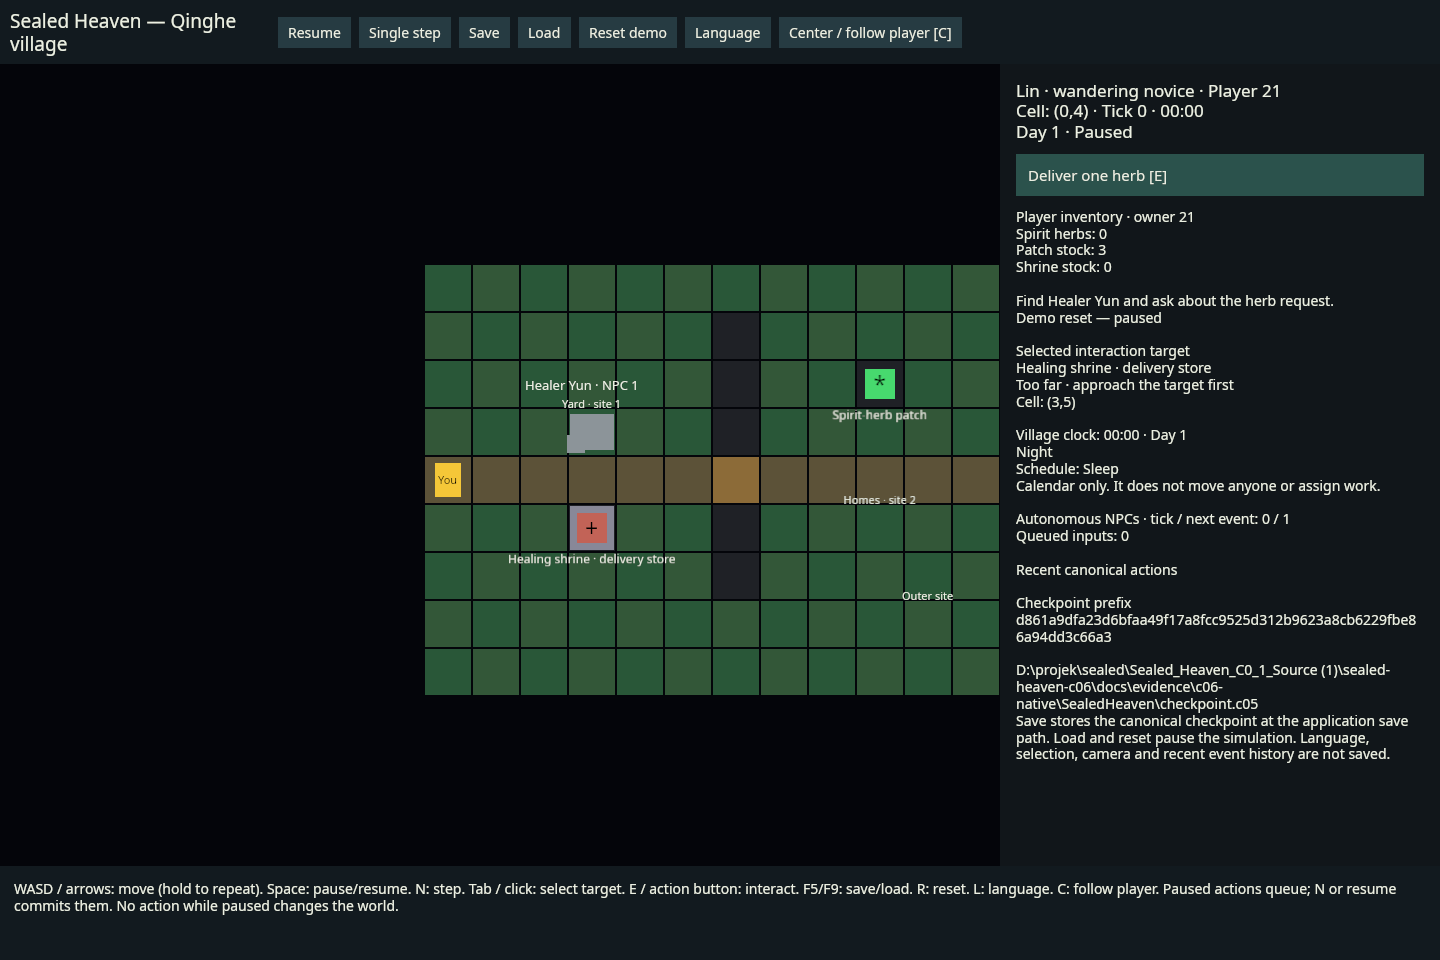 Sealed Heaven — Qinghe
village
Resume
Single step
Save
Load
Reset demo
Language
Center / follow player [C]
Lin · wandering novice · Player 21
Cell: (0,4) · Tick 0 · 00:00
Day 1 · Paused
Deliver one herb [E]
Player inventory · owner 21
Spirit herbs: 0
Patch stock: 3
Shrine stock: 0
Find Healer Yun and ask about the herb request.
Demo reset — paused
Selected interaction target
Healing shrine · delivery store
Too far · approach the target first
Cell: (3,5)
Village clock: 00:00 · Day 1
Night
Schedule: Sleep
Calendar only. It does not move anyone or assign work.
Autonomous NPCs · tick / next event: 0 / 1
Queued inputs: 0
Recent canonical actions
Checkpoint prefix
d861a9dfa23d6bfaa49f17a8fcc9525d312b9623a8cb6229fbe8
6a94dd3c66a3
D:\projek\sealed\Sealed_Heaven_C0_1_Source (1)\sealed-
heaven-c06\docs\evidence\c06-
native\SealedHeaven\checkpoint.c05
Save stores the canonical checkpoint at the application save
path. Load and reset pause the simulation. Language,
selection, camera and recent event history are not saved.
Healer Yun · NPC 1
Yard · site 1
*
Spirit herb patch
You
Homes · site 2
+
Healing shrine · delivery store
Outer site
WASD / arrows: move (hold to repeat). Space: pause/resume. N: step. Tab / click: select target. E / action button: interact. F5/F9: save/load. R: reset. L: language. C: follow player. Paused actions queue; N or resume
commits them. No action while paused changes the world.